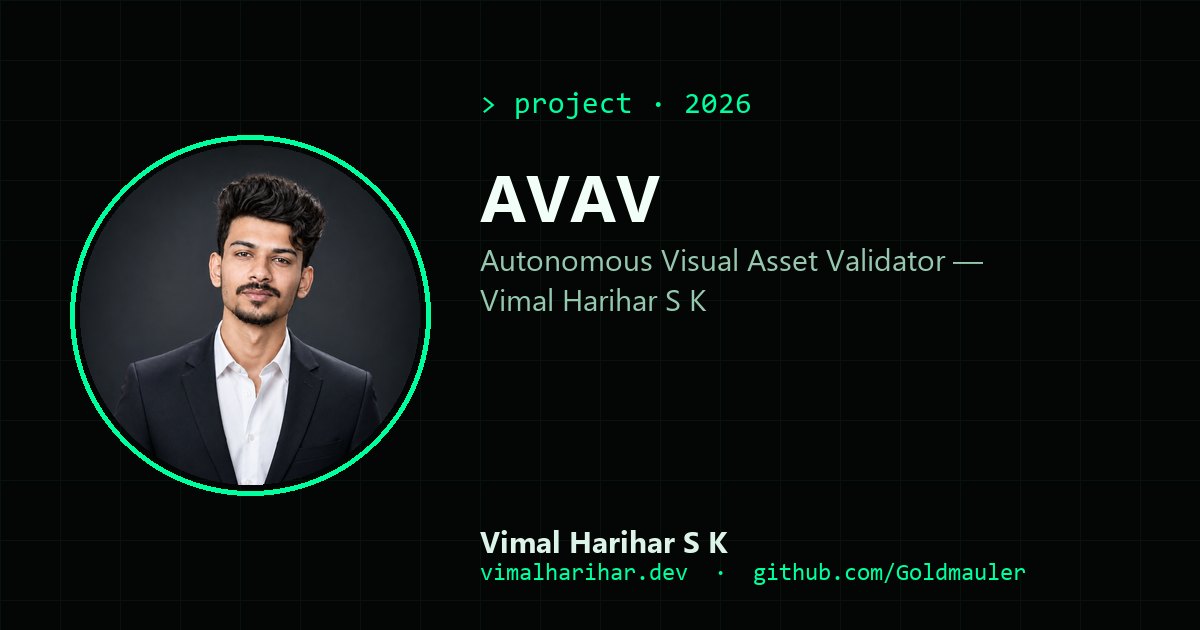 > project · 2026
AVAV
Autonomous Visual Asset Validator —
Vimal Harihar S K
Vimal Harihar S K
vimalharihar.dev · github.com/Goldmauler